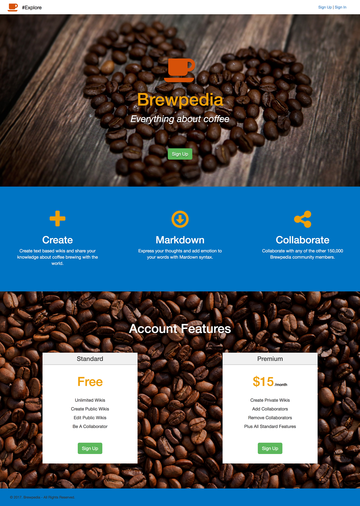 #Explore
Sign Up | Sign In
Brewpedia
Everything about coffee
Sign Up
Create
Create text based wikis and share your
knowledge about coffee brewing with the
world.
Markdown
Express your thoughts and add emotion to
your words with Mardown syntax.
Collaborate
Collaborate with any of the other 150,000
Brewpedia community members.
Account Features
Standard
Free
Unlimited Wikis
Create Public Wikis
Edit Public Wikis
Be A Collaborator
Sign Up
Premium
$15/month
Create Private Wikis
Add Collaborators
Remove Collaborators
Plus All Standard Features
Sign Up
Brewpedia - All Rights Reserved